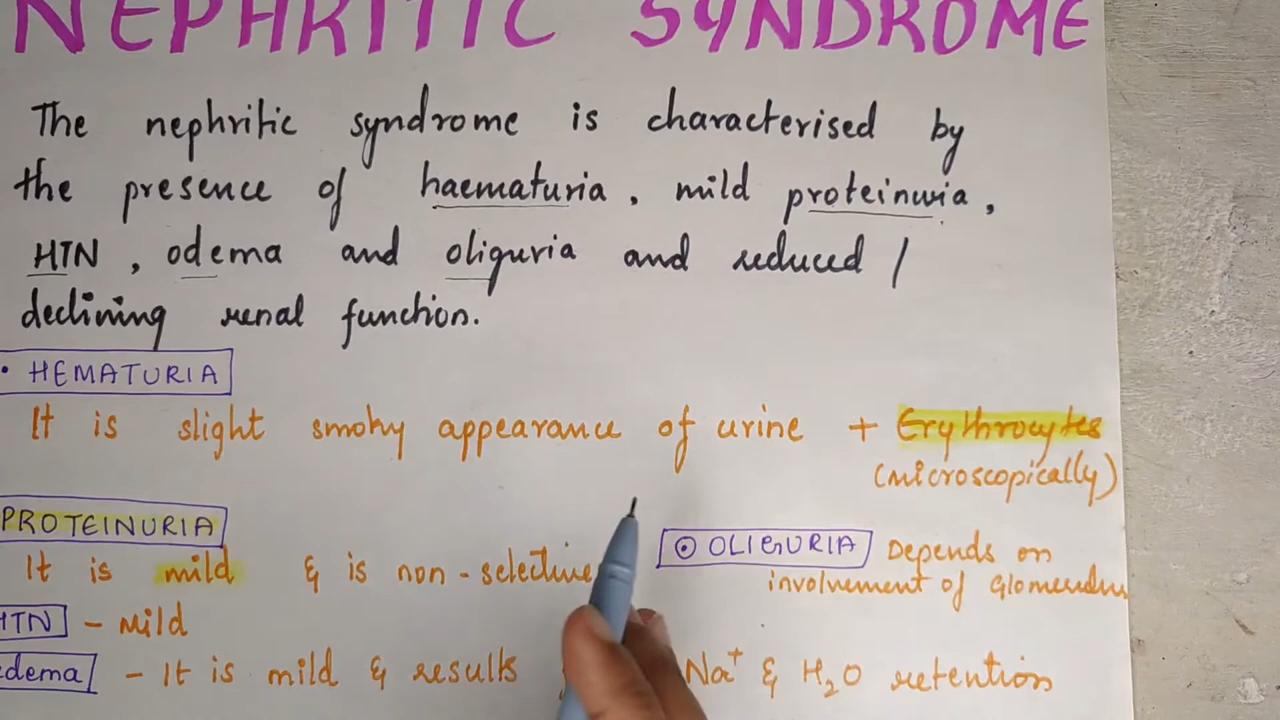 NEPHRITIC SYNDROME
The nephritic syndrome is characterised by
the presence of haematuria, mild proteinuria,
HTN, odema and oliguria and reduced /
declining renal function.
• HEMATURIA
It is slight smoky appearance of urine + Erythrocytes
(microscopically)
PROTEINURIA
It is mild & is non-selective
⊙ OLIGURIA Depends on
involvement of Glomerulus
HTN - Mild
edema - It is mild & results Na+ & H2O retention